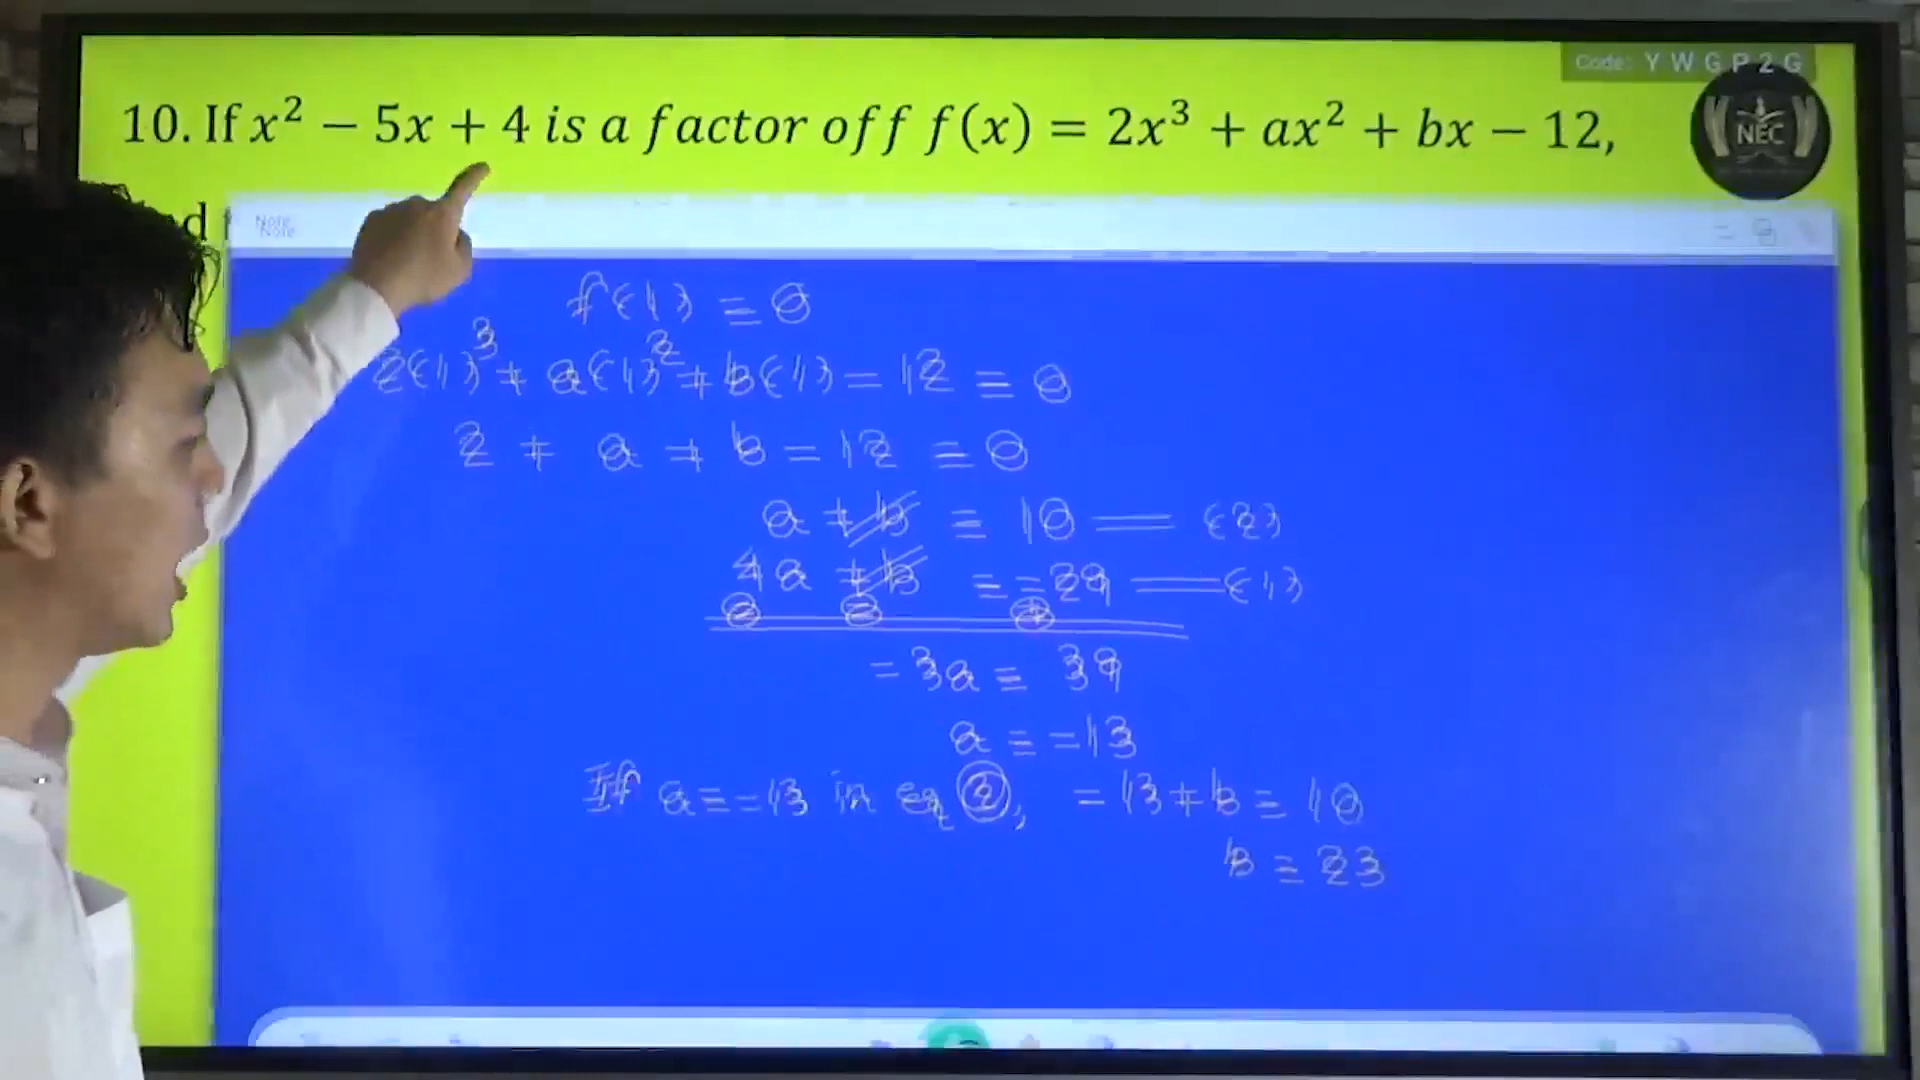 Code: Y W G P 2 G
10. If x² − 5x + 4 is a factor off f(x) = 2x³ + ax² + bx − 12,
NEC
d
Note
Note
f(1) = 0
2(1)³ + a(1)² + b(1) − 12 = 0
2 + a + b − 12 = 0
a + b = 10 — (2)
4a + b = −29 — (1)
− − +
−3a = 39
a = −13
If a = −13 in eq ②, −13 + b = 10
b = 23